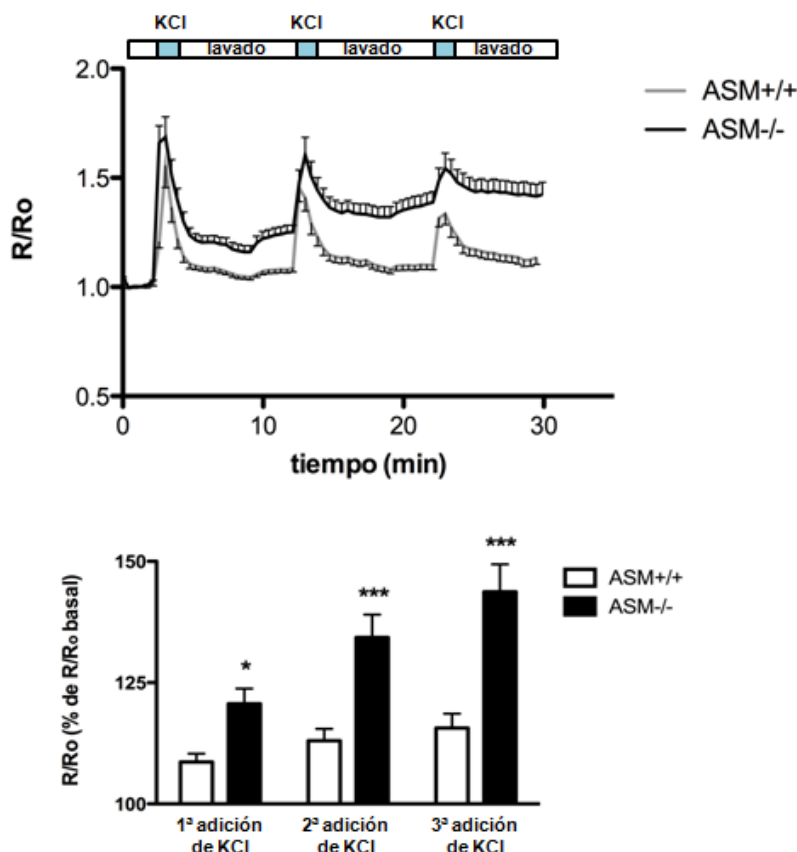 KCl KCl KCl
lavado lavado lavado
2.0
1.5
1.0
0.5
R/Ro
0 10 20 30
tiempo (min)
ASM+/+
ASM-/-
150
125
100
R/Ro (% de R/Ro basal)
* *** ***
1ª adición de KCl
2ª adición de KCl
3ª adición de KCl
ASM+/+
ASM-/-